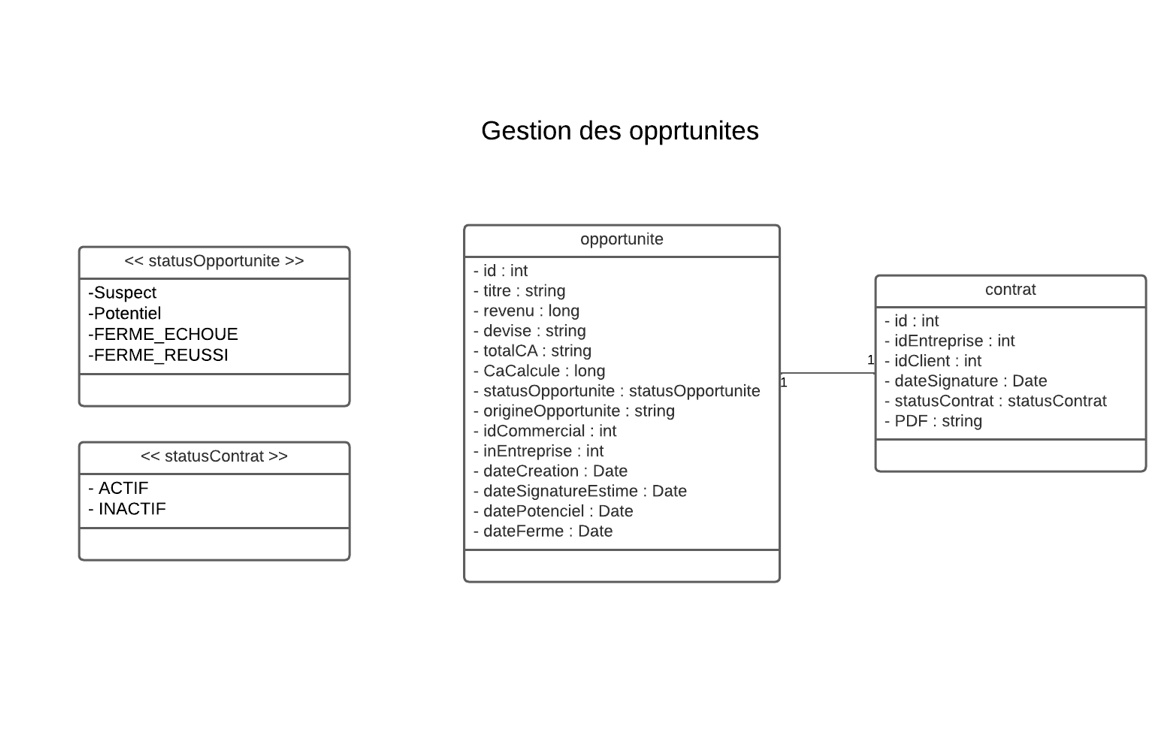 Gestion des opprtunites
<< statusOpportunite >>
-Suspect
-Potentiel
-FERME_ECHOUE
-FERME_REUSSI
<< statusContrat >>
- ACTIF
- INACTIF
opportunite
- id : int
- titre : string
- revenu : long
- devise : string
- totalCA : string
- CaCalcule : long
- statusOpportunite : statusOpportunite
- origineOpportunite : string
- idCommercial : int
- inEntreprise : int
- dateCreation : Date
- dateSignatureEstime : Date
- datePotenciel : Date
- dateFerme : Date
1
1
contrat
- id : int
- idEntreprise : int
- idClient : int
- dateSignature : Date
- statusContrat : statusContrat
- PDF : string